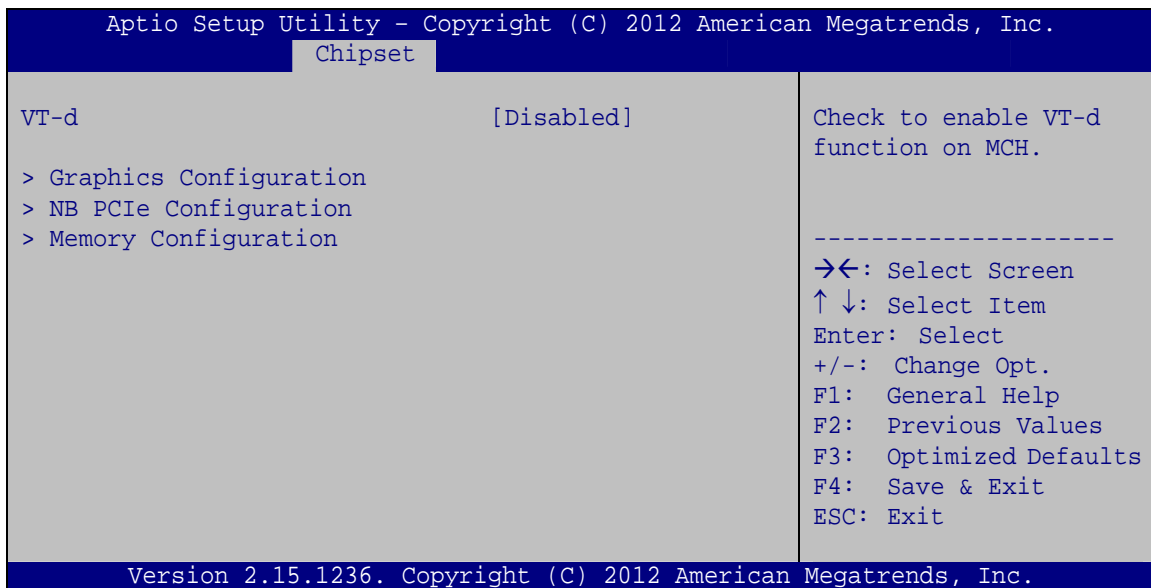 Aptio Setup Utility – Copyright (C) 2012 American Megatrends, Inc.
Chipset
VT-d [Disabled]
> Graphics Configuration
> NB PCIe Configuration
> Memory Configuration
Check to enable VT-d
function on MCH.
---------------------
→←: Select Screen
↑ ↓: Select Item
Enter: Select
+/-: Change Opt.
F1: General Help
F2: Previous Values
F3: Optimized Defaults
F4: Save & Exit
ESC: Exit
Version 2.15.1236. Copyright (C) 2012 American Megatrends, Inc.